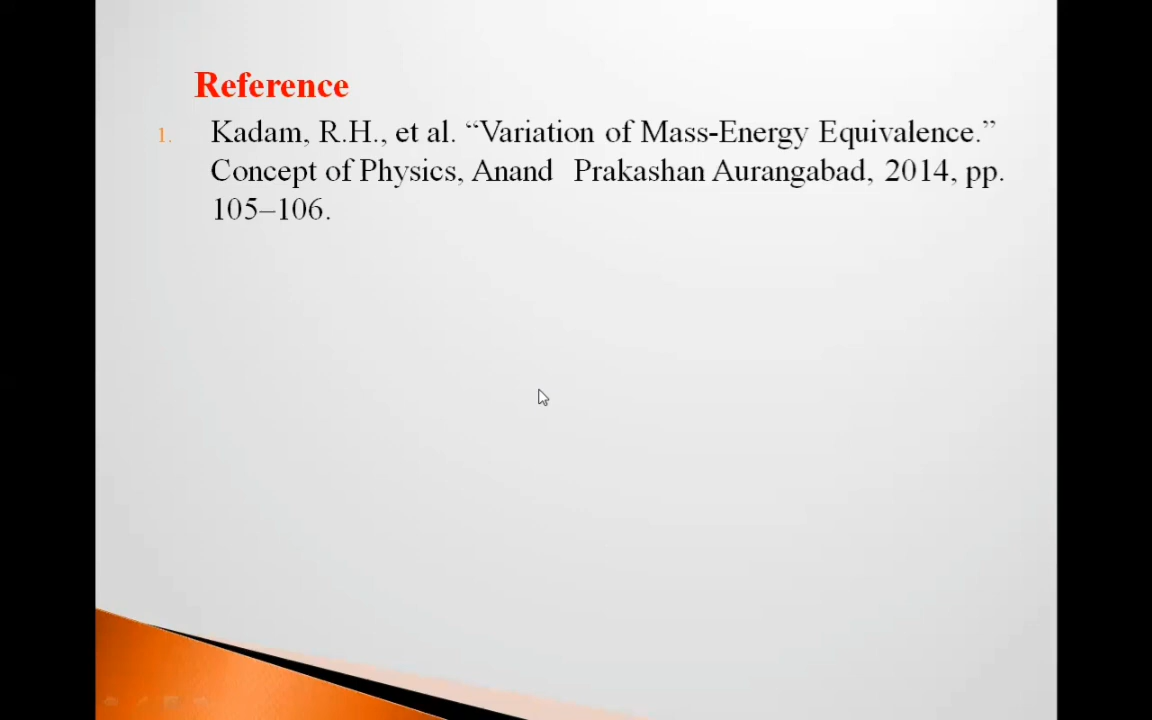 Reference
1. Kadam, R.H., et al. “Variation of Mass-Energy Equivalence.”
Concept of Physics, Anand Prakashan Aurangabad, 2014, pp.
105–106.